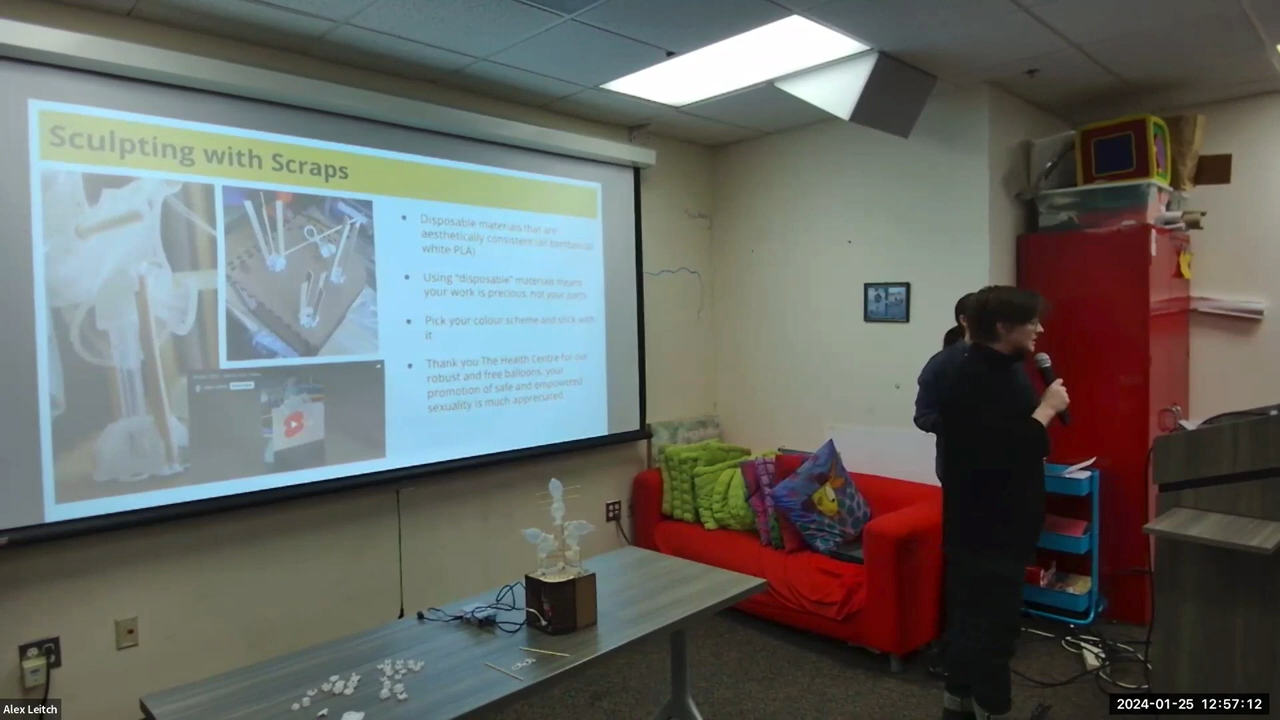 Sculpting with Scraps
Disposable materials that are
aesthetically consistent (all bamboo or
white PLA)
Using "disposable" materials means
your work is precious, not your parts
Pick your colour scheme and stick with
it
Thank you The Health Centre for our
robust and free balloons, your
promotion of safe and empowered
sexuality is much appreciated
Alex Leitch
2024-01-25 12:57:12